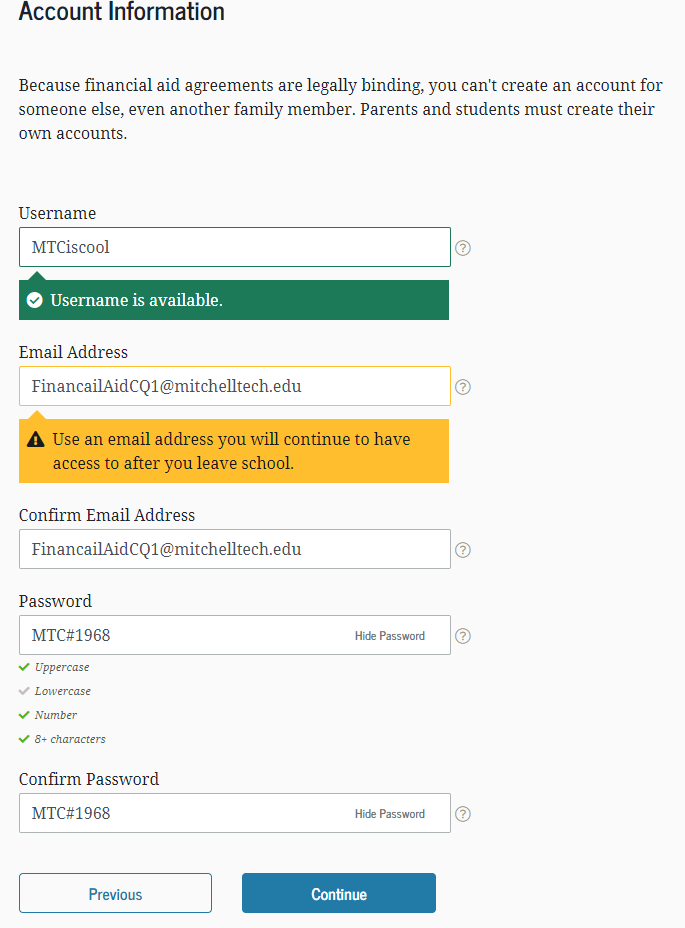 Account Information
Because financial aid agreements are legally binding, you can't create an account for
someone else, even another family member. Parents and students must create their
own accounts.
Username
MTCiscool
?
Username is available.
Email Address
FinancailAidCQ1@mitchelltech.edu
?
Use an email address you will continue to have
access to after you leave school.
Confirm Email Address
FinancailAidCQ1@mitchelltech.edu
?
Password
MTC#1968 Hide Password
?
Uppercase
Lowercase
Number
8+ characters
Confirm Password
MTC#1968 Hide Password
?
Previous Continue